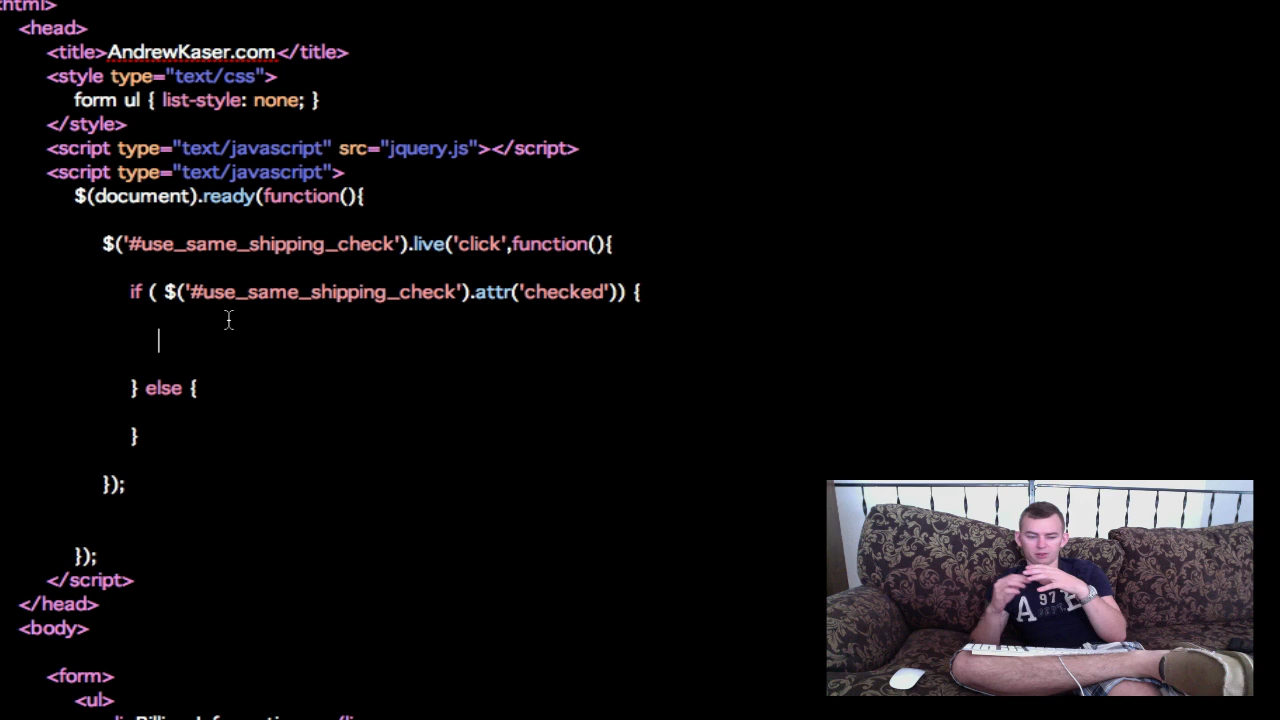 <html>
<head>
<title>AndrewKaser.com</title>
<style type="text/css">
form ul { list-style: none; }
</style>
<script type="text/javascript" src="jquery.js"></script>
<script type="text/javascript">
$(document).ready(function(){
$('#use_same_shipping_check').live('click',function(){
if ( $('#use_same_shipping_check').attr('checked')) {
} else {
}
});
});
</script>
</head>
<body>
<form>
<ul>
A 97